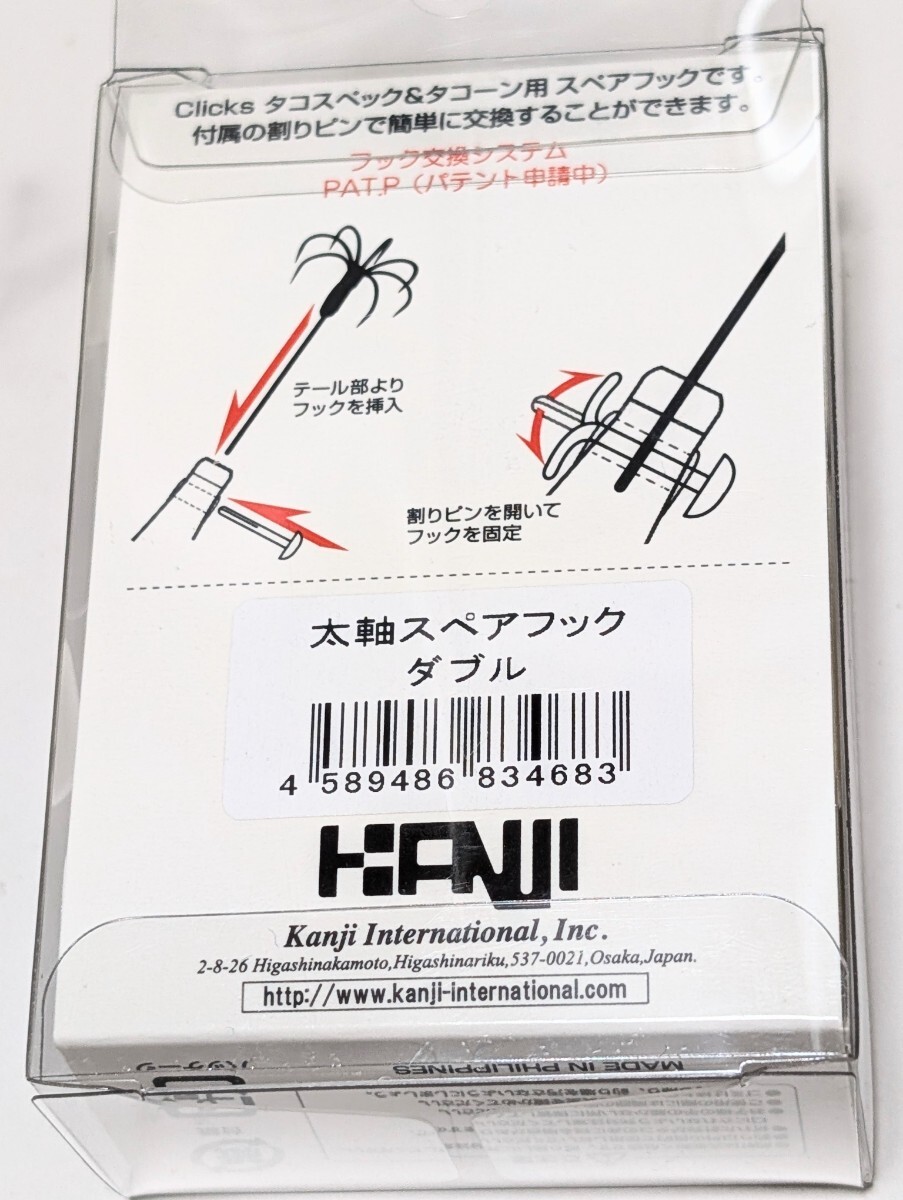 Clicks タコスペック&タコーン用 スペアフックです。
付属の割りピンで簡単に交換することができます。
フック交換システム
PAT.P（パテント申請中）
テール部より
フックを挿入
割りピンを開いて
フックを固定
太軸スペアフック
ダブル
4 589486 834683
KANJI
Kanji International, Inc.
2-8-26 Higashinakamoto,Higashinariku,537-0021,Osaka,Japan.
http://www.kanji-international.com
MADE IN PHILIPPINES
パッケージ